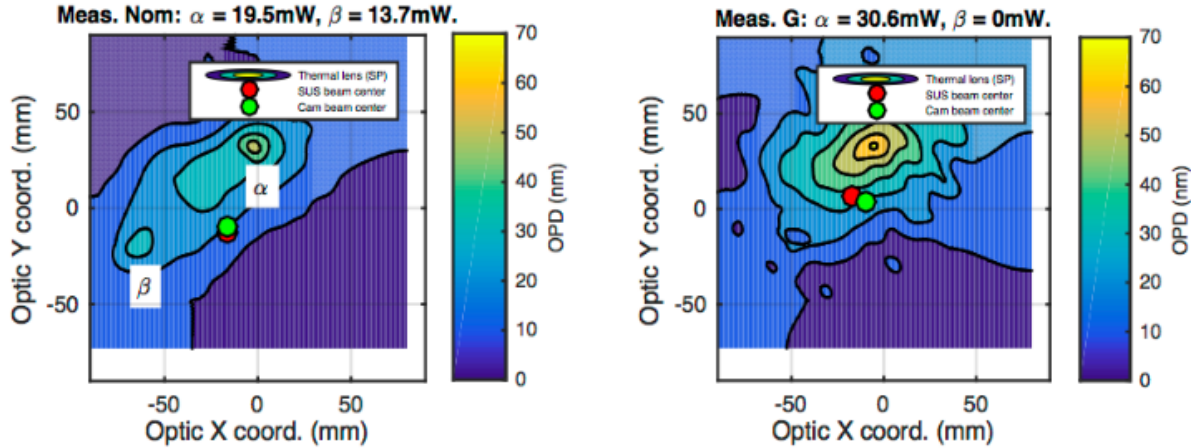 Meas. Nom: α = 19.5mW, β = 13.7mW.
Thermal lens (SP)
SUS beam center
Cam beam center
α
β
50
0
-50
Optic Y coord. (mm)
-50 0 50
Optic X coord. (mm)
70
60
50
40
30
20
10
0
OPD (nm)
Meas. G: α = 30.6mW, β = 0mW.
Thermal lens (SP)
SUS beam center
Cam beam center
50
0
-50
Optic Y coord. (mm)
-50 0 50
Optic X coord. (mm)
70
60
50
40
30
20
10
0
OPD (nm)